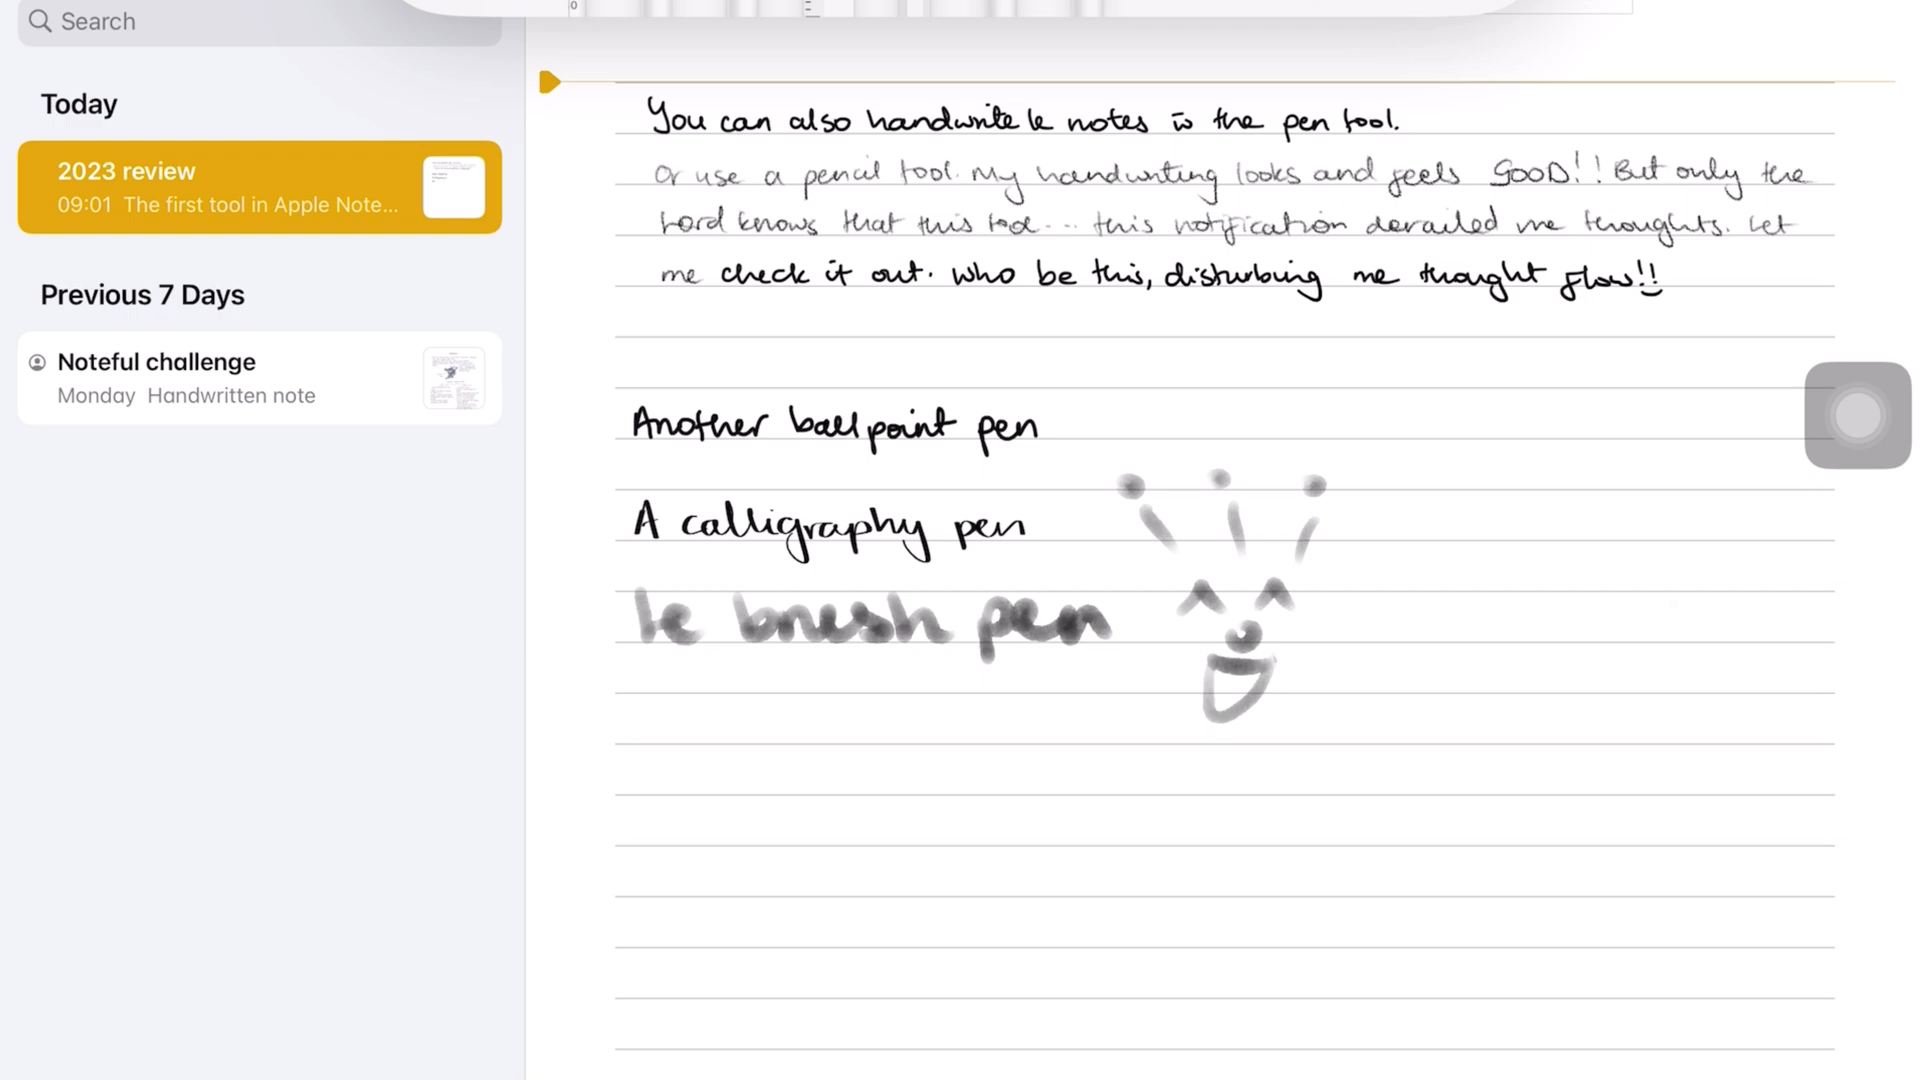 Search
Today
2023 review
09:01 The first tool in Apple Note...
Previous 7 Days
Noteful challenge
Monday Handwritten note
0
You can also handwrite le notes w the pen tool.
Or use a pencil tool. My handwriting looks and feels GOOD!! But only the
Lord knows that this tool... this notification derailed me thoughts. Let
me check it out. Who be this, disturbing me thought flow!!
Another ballpoint pen
A calligraphy pen
le brush pen